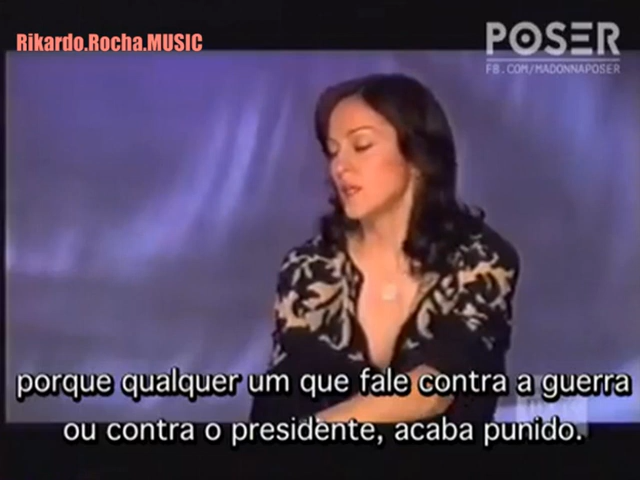 Rikardo.Rocha.MUSIC
POSER
FB.COM/MADONNAPOSER
porque qualquer um que fale contra a guerra
ou contra o presidente, acaba punido.